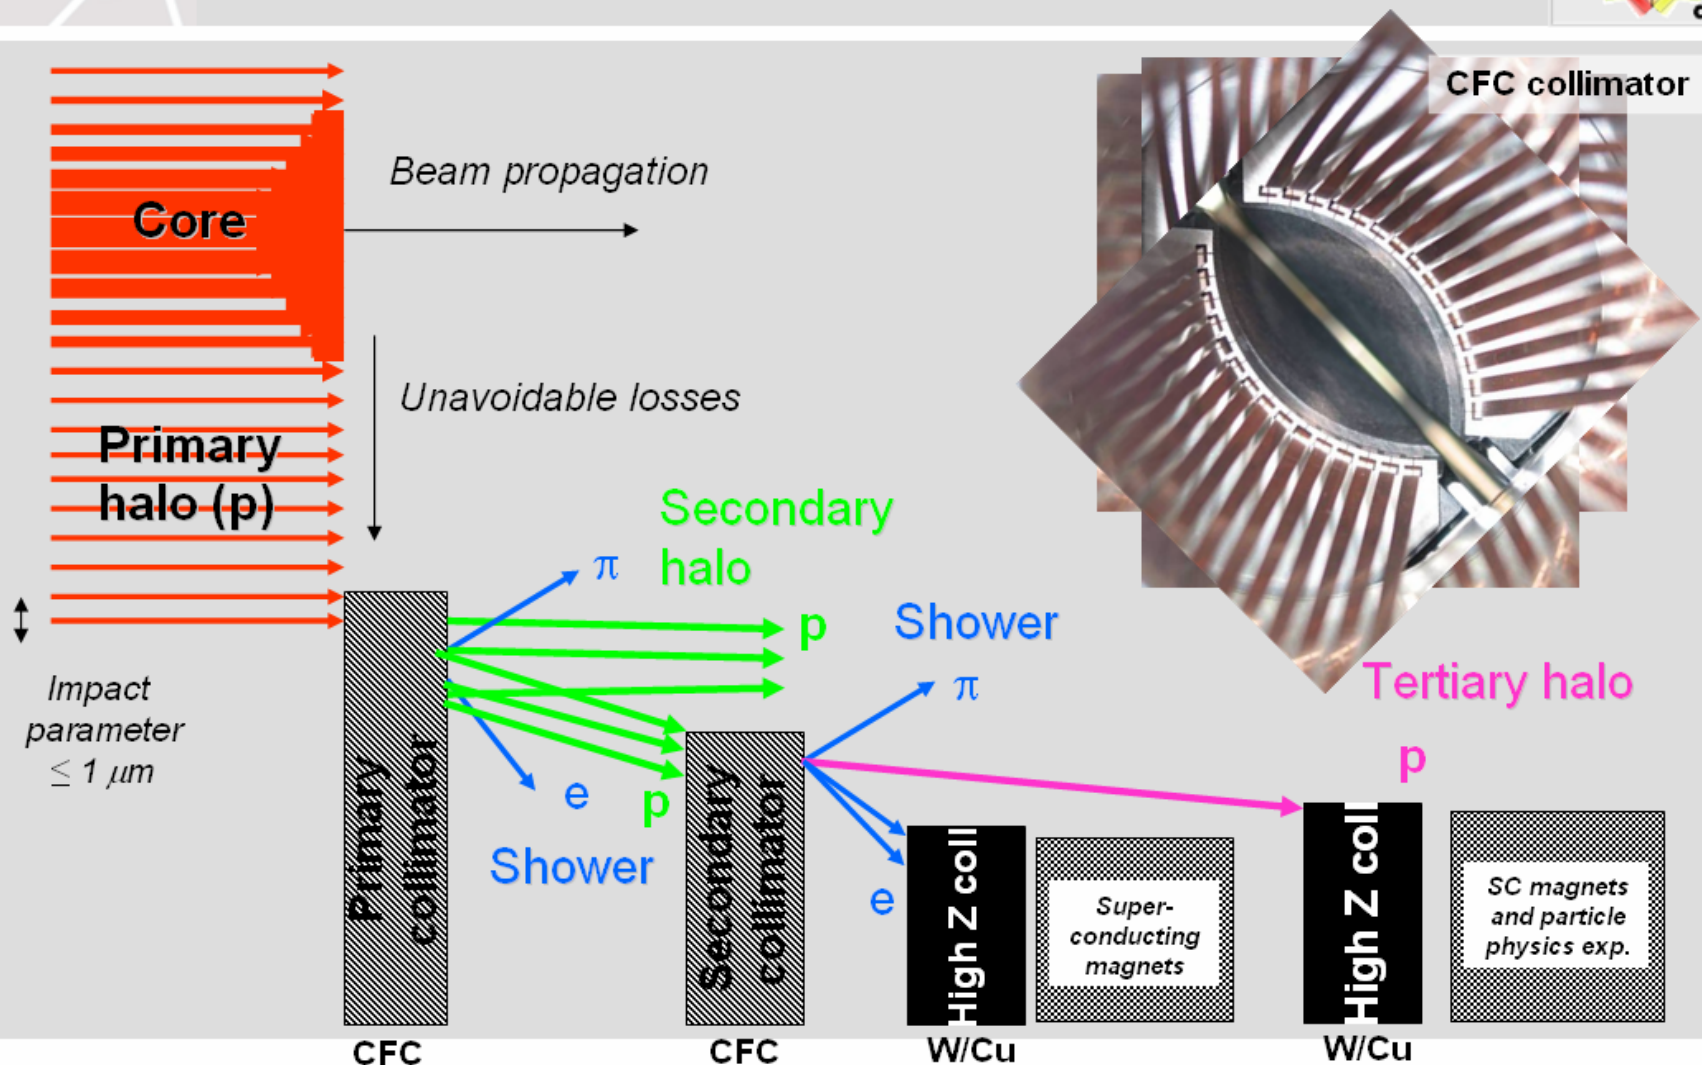 CFC collimator
Beam propagation
Core
Unavoidable losses
Primary
halo (p)
Secondary
halo
π
p
Shower
π
Tertiary halo
p
Impact
parameter
≤ 1 μm
e
p
Shower
e
Primary
collimator
Secondary
collimator
High Z coll
Super-
conducting
magnets
High Z coll
SC magnets
and particle
physics exp.
CFC
CFC
W/Cu
W/Cu